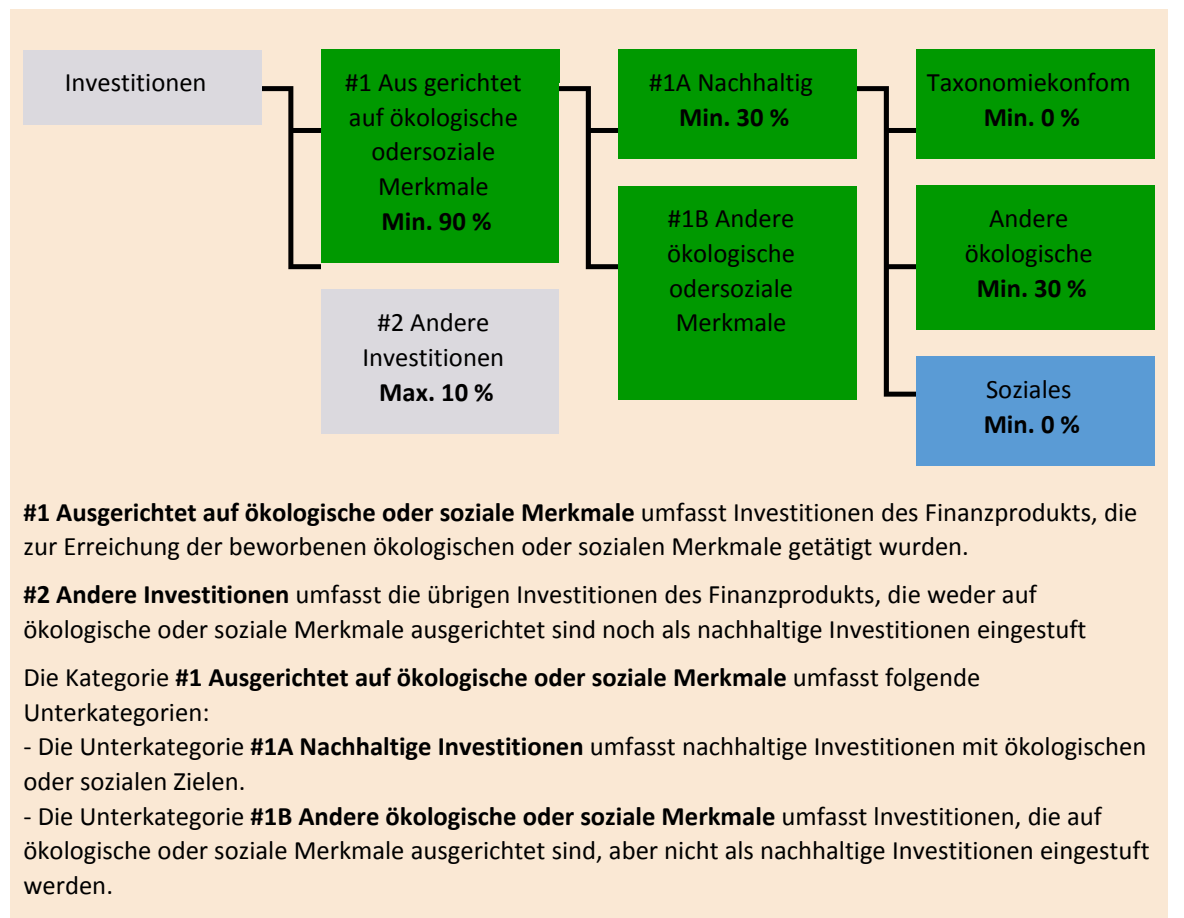 Investitionen
#1 Aus gerichtet
auf ökologische
odersoziale
Merkmale
Min. 90 %
#2 Andere
Investitionen
Max. 10 %
#1A Nachhaltig
Min. 30 %
#1B Andere
ökologische
odersoziale
Merkmale
Taxonomiekonfom
Min. 0 %
Andere
ökologische
Min. 30 %
Soziales
Min. 0 %
#1 Ausgerichtet auf ökologische oder soziale Merkmale umfasst Investitionen des Finanzprodukts, die
zur Erreichung der beworbenen ökologischen oder sozialen Merkmale getätigt wurden.
#2 Andere Investitionen umfasst die übrigen Investitionen des Finanzprodukts, die weder auf
ökologische oder soziale Merkmale ausgerichtet sind noch als nachhaltige Investitionen eingestuft
Die Kategorie #1 Ausgerichtet auf ökologische oder soziale Merkmale umfasst folgende
Unterkategorien:
- Die Unterkategorie #1A Nachhaltige Investitionen umfasst nachhaltige Investitionen mit ökologischen
oder sozialen Zielen.
- Die Unterkategorie #1B Andere ökologische oder soziale Merkmale umfasst lnvestitionen, die auf
ökologische oder soziale Merkmale ausgerichtet sind, aber nicht als nachhaltige Investitionen eingestuft
werden.